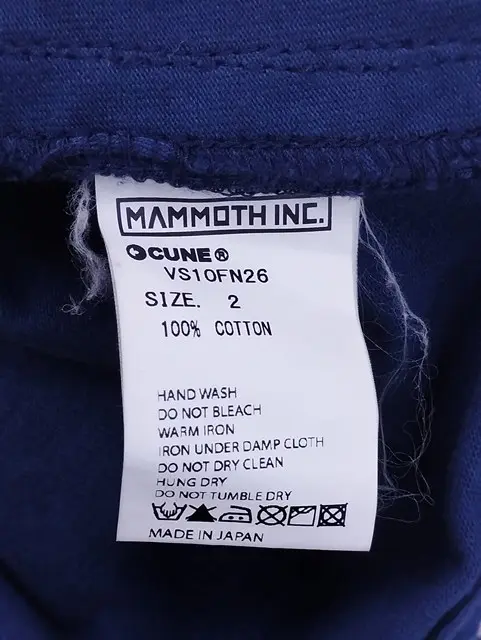 MAMMOTH INC.
CUNE®
VS10FN26
SIZE. 2
100% COTTON
HAND WASH
DO NOT BLEACH
WARM IRON
IRON UNDER DAMP CLOTH
DO NOT DRY CLEAN
HUNG DRY
DO NOT TUMBLE DRY
MADE IN JAPAN